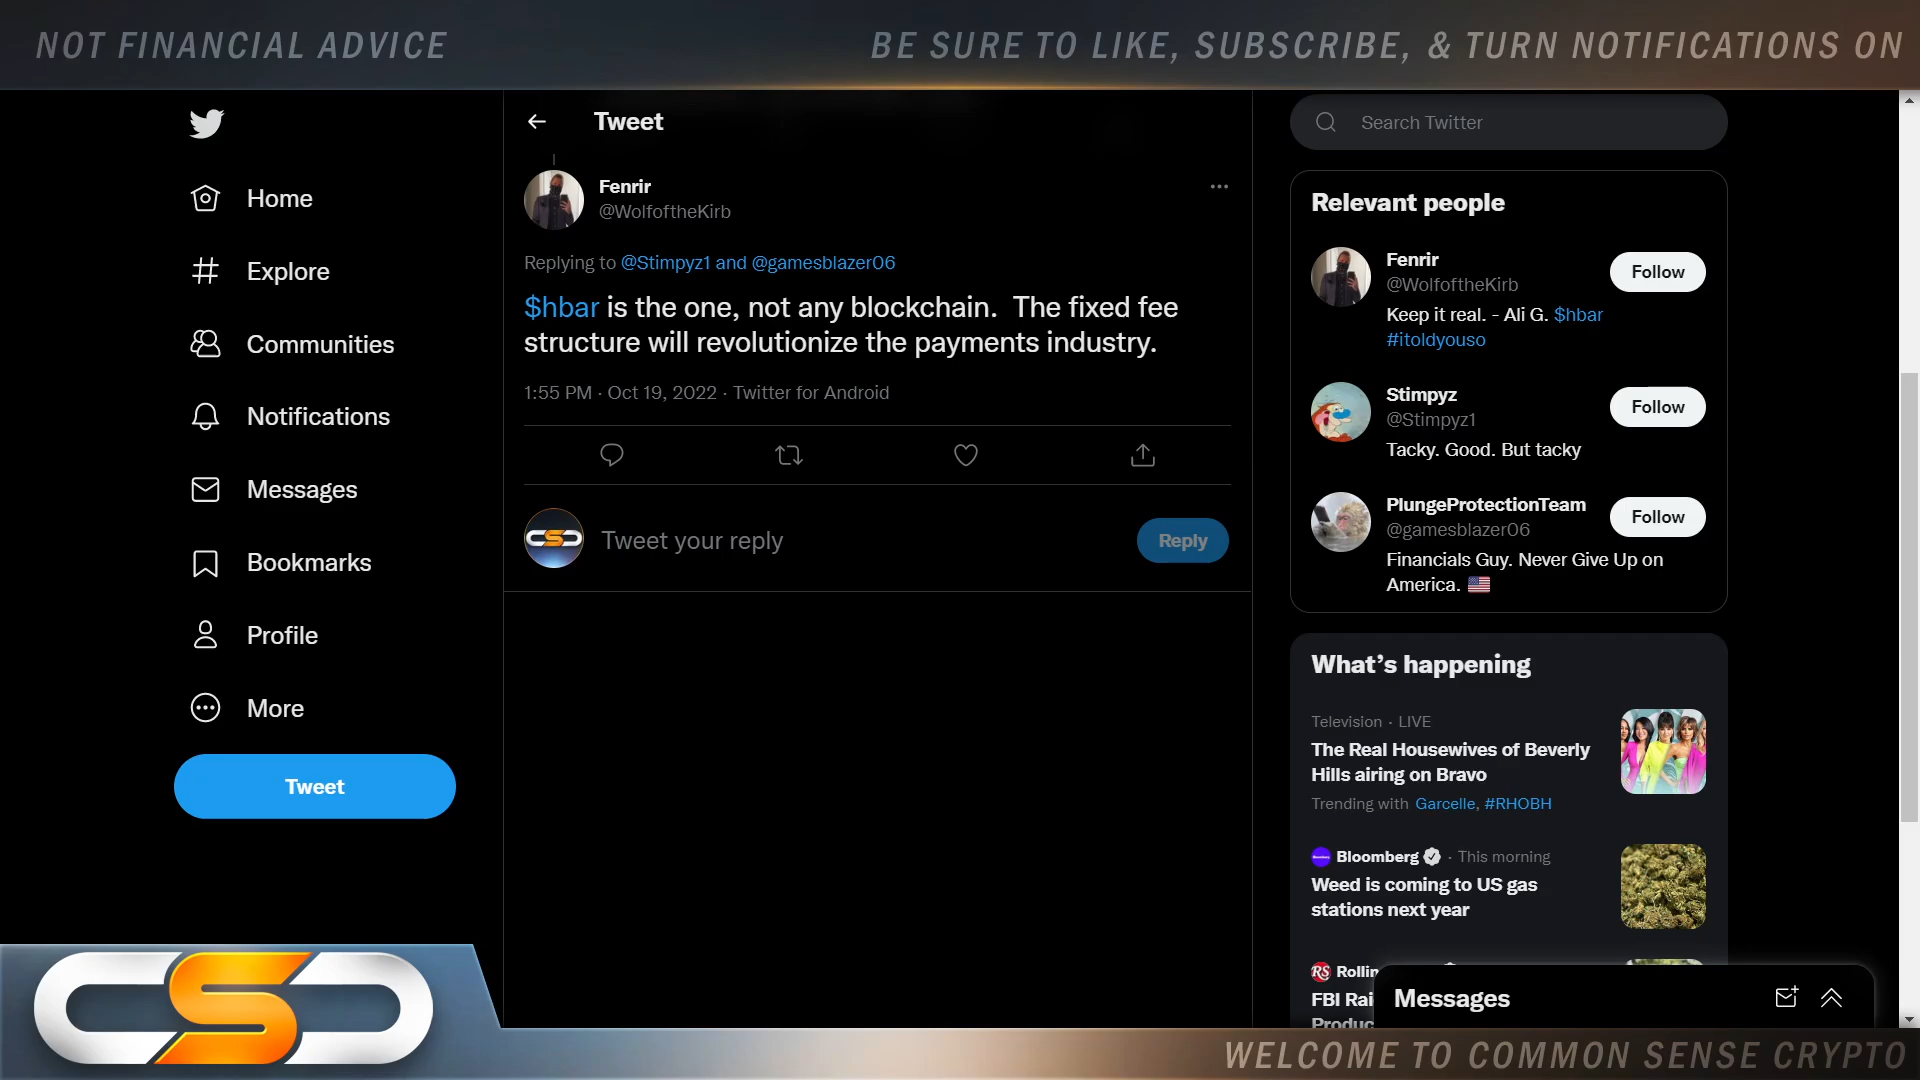 NOT FINANCIAL ADVICE
BE SURE TO LIKE, SUBSCRIBE, & TURN NOTIFICATIONS ON
Home
Explore
Communities
Notifications
Messages
Bookmarks
Profile
More
Tweet
Tweet
Fenrir
@WolfoftheKirb
Replying to @Stimpyz1 and @gamesblazer06
$hbar is the one, not any blockchain. The fixed fee
structure will revolutionize the payments industry.
1:55 PM · Oct 19, 2022 · Twitter for Android
Tweet your reply
Reply
Search Twitter
Relevant people
Fenrir
@WolfoftheKirb
Follow
Keep it real. - Ali G. $hbar
#itoldyouso
Stimpyz
@Stimpyz1
Follow
Tacky. Good. But tacky
PlungeProtectionTeam
@gamesblazer06
Follow
Financials Guy. Never Give Up on
America.
What's happening
Television · LIVE
The Real Housewives of Beverly
Hills airing on Bravo
Trending with Garcelle, #RHOBH
Bloomberg · This morning
Weed is coming to US gas
stations next year
RS Rollin
FBI Rai
Produc
Messages
CSC
WELCOME TO COMMON SENSE CRYPTO